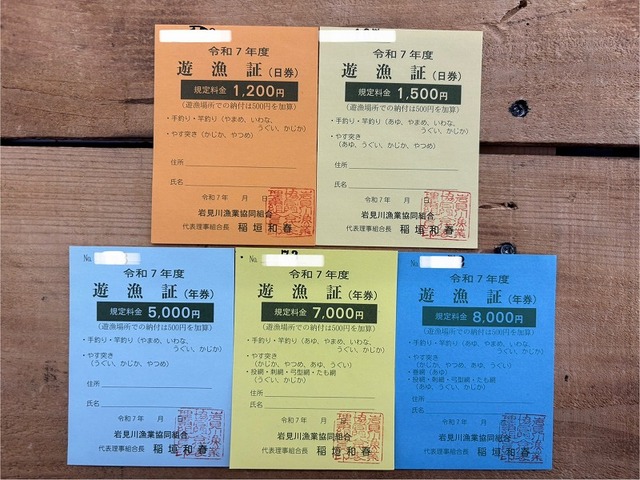 令和7年度
遊漁証（日券）
規定料金 1,200円
（遊漁場所での納付は500円を加算）
・手釣り・竿釣り（やまめ、いわな、
うぐい、かじか）
・やす突き（かじか、やつめ）
住所
氏名
令和7年 月 日
岩見川漁業協同組合
代表理事組合長 稲垣和春
令和7年度
遊漁証（日券）
規定料金 1,500円
（遊漁場所での納付は500円を加算）
・手釣り・竿釣り（あゆ、やまめ、いわな、
うぐい、かじか）
・やす突き
（あゆ、うぐい、かじか、やつめ）
住所
氏名
令和7年 月 日
岩見川漁業協同組合
代表理事組合長 稲垣和春
No.
令和7年度
遊漁証（年券）
規定料金 5,000円
（遊漁場所での納付は500円を加算）
・手釣り・竿釣り（やまめ、いわな、
うぐい、かじか）
・やす突き
（かじか、やつめ、うぐい）
住所
氏名
令和7年 月 日
岩見川漁業協同組合
代表理事組合長 稲垣和春
No.
令和7年度
遊漁証（年券）
規定料金 7,000円
（遊漁場所での納付は500円を加算）
・手釣り・竿釣り（あゆ、やまめ、いわな、
うぐい、かじか）
・やす突き
（かじか、やつめ、あゆ、うぐい）
・投網・刺網・弓型網・たも網
（うぐい、かじか）
住所
氏名
令和7年 月 日
岩見川漁業協同組合
代表理事組合長 稲垣和春
No.
令和7年度
遊漁証（年券）
規定料金 8,000円
（遊漁場所での納付は500円を加算）
・手釣り・竿釣り（あゆ、やまめ、いわな、
うぐい、かじか）
・やす突き
（かじか、やつめ、あゆ、うぐい）
・投網・刺網・弓型網・たも網
（あゆ、うぐい、かじか）
住所
氏名
令和7年 月 日
岩見川漁業協同組合
代表理事組合長 稲垣和春